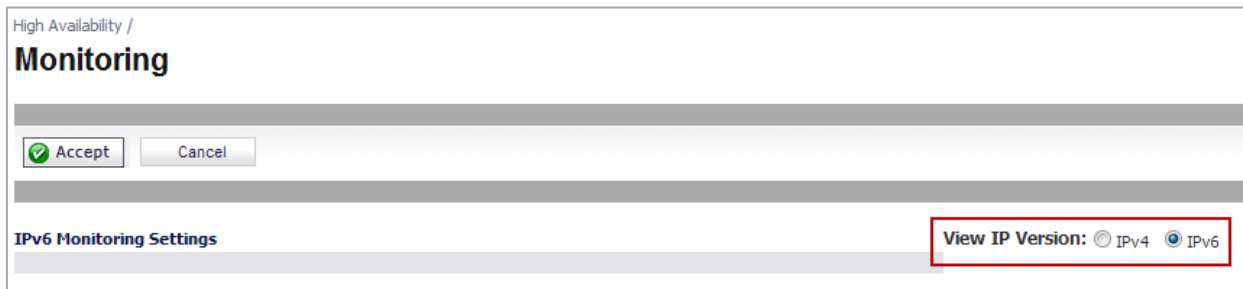 High Availability /
Monitoring
Accept Cancel
IPv6 Monitoring Settings View IP Version: IPv4 IPv6